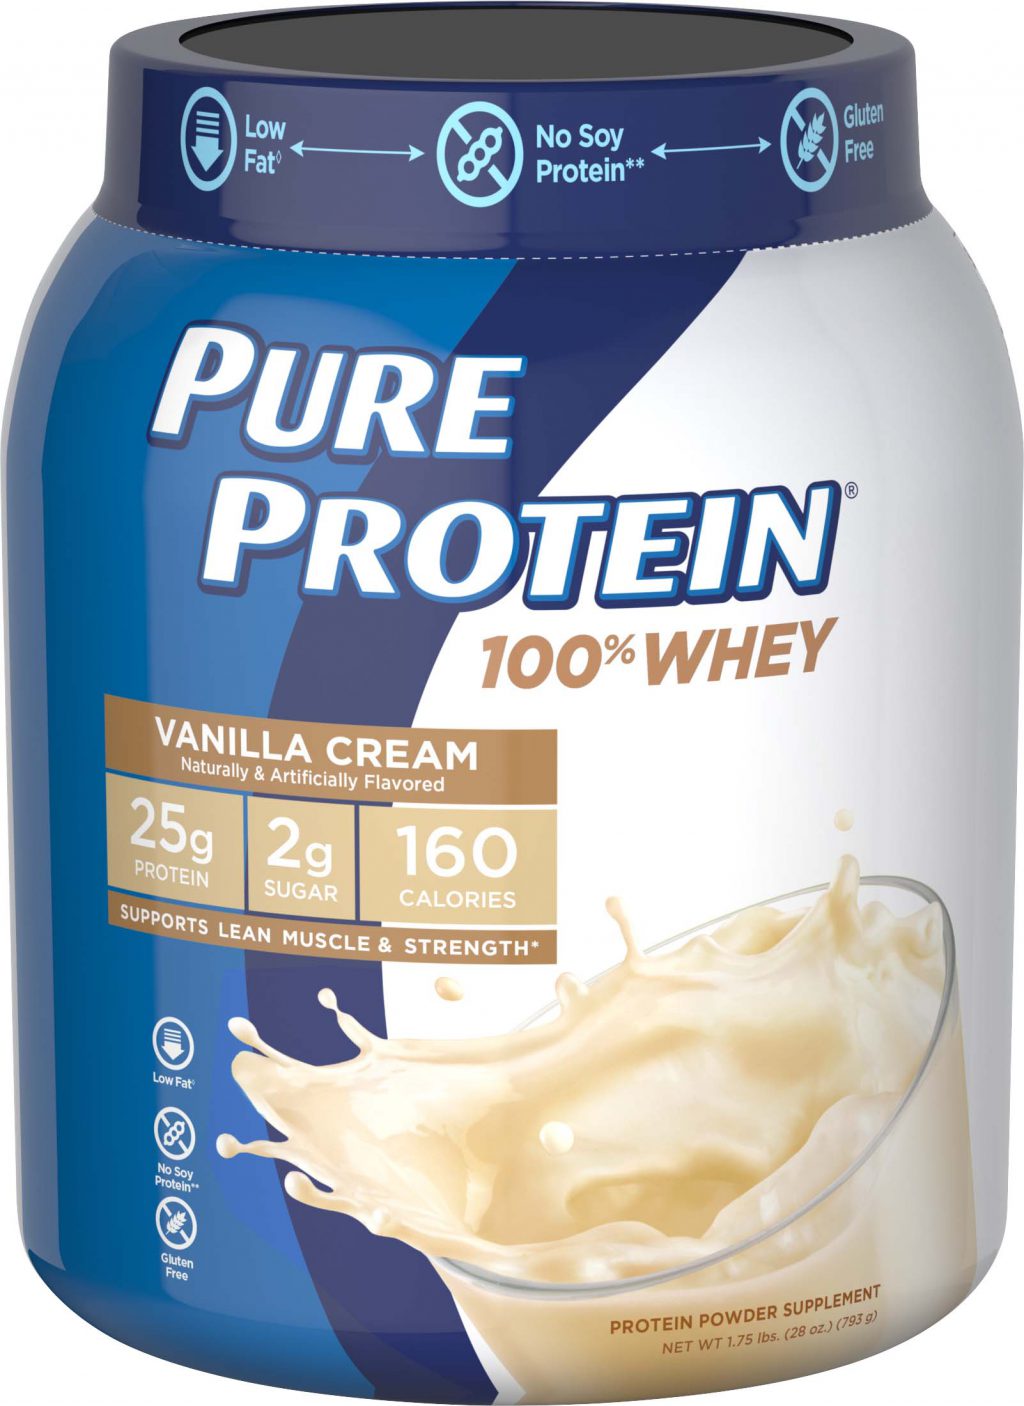 Low
Fat◊
No Soy
Protein**
Gluten
Free
PURE
PROTEIN®
100% WHEY
VANILLA CREAM
Naturally & Artificially Flavored
25g
PROTEIN
2g
SUGAR
160
CALORIES
SUPPORTS LEAN MUSCLE & STRENGTH*
Low Fat◊
No Soy
Protein**
Gluten
Free
PROTEIN POWDER SUPPLEMENT
NET WT 1.75 lbs. (28 oz.) (793 g)